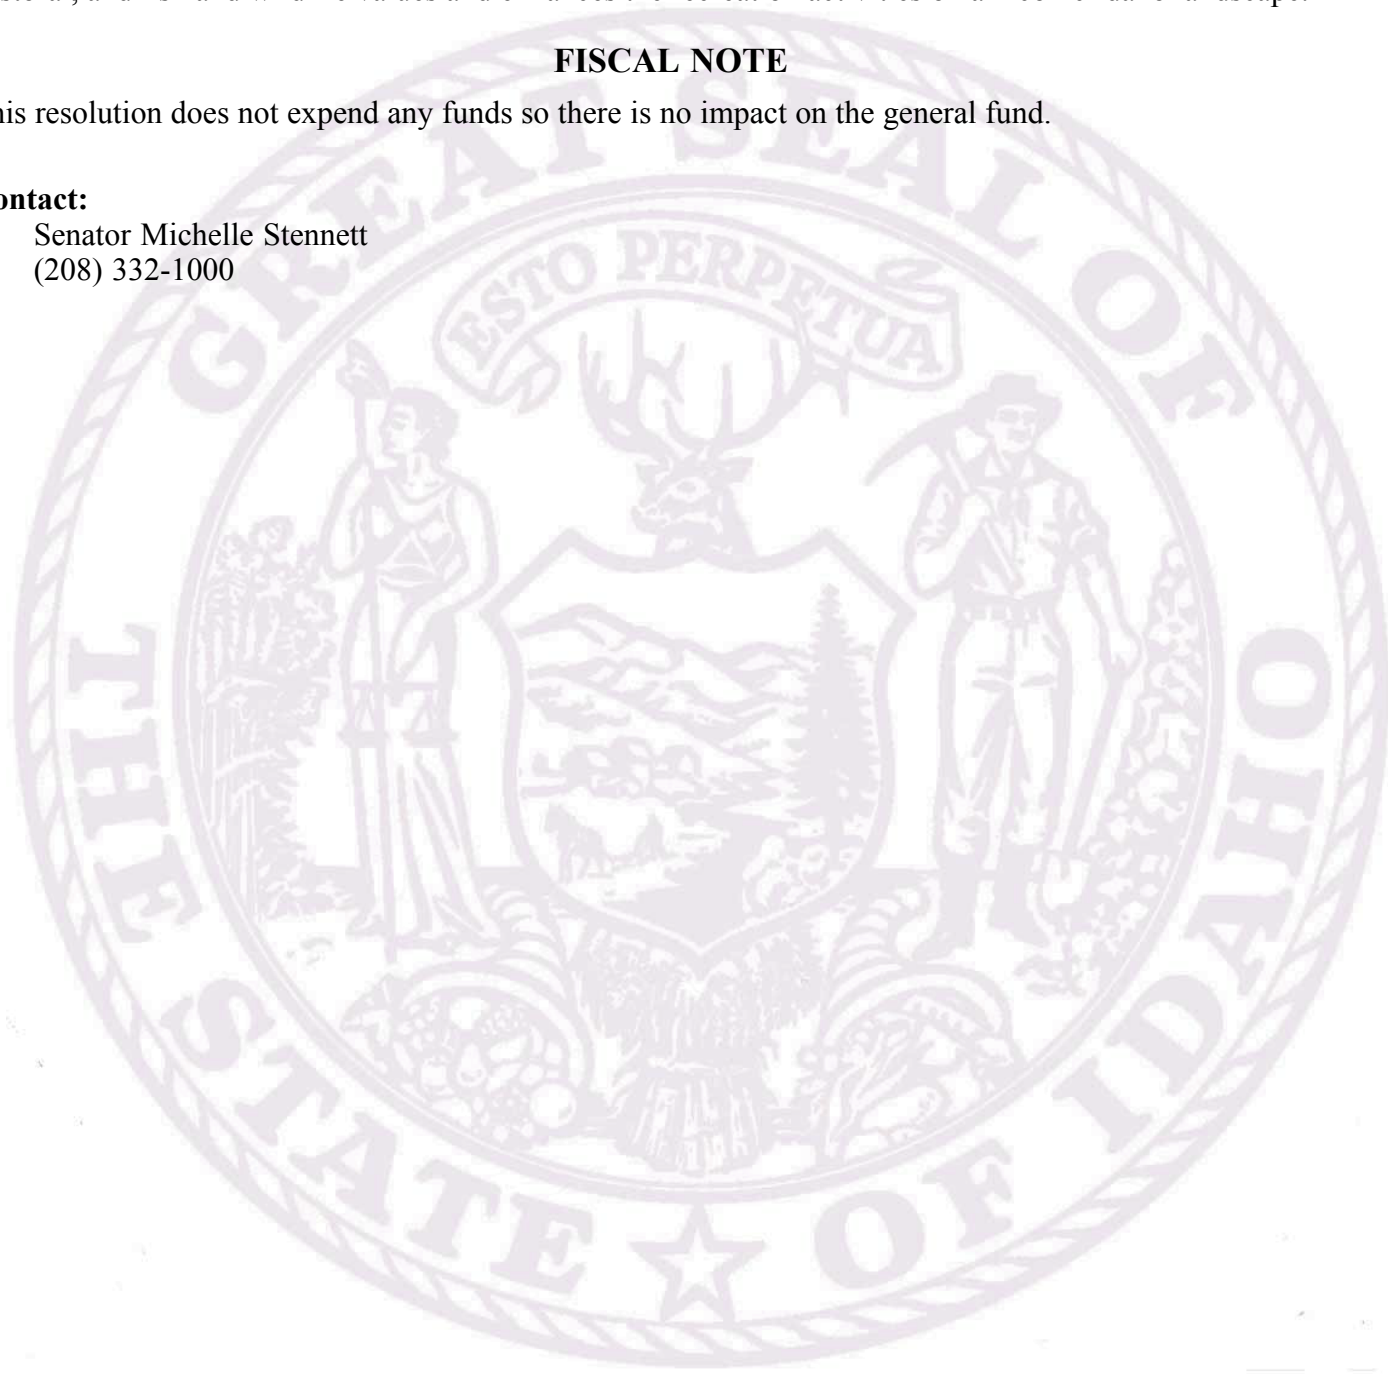 FISCAL NOTE
his resolution does not expend any funds so there is no impact on the general fund.
ontact:
Senator Michelle Stennett
(208) 332-1000
GREAT SEAL OF
ESTO PERPETUA
THE STATE ★ OF IDAHO